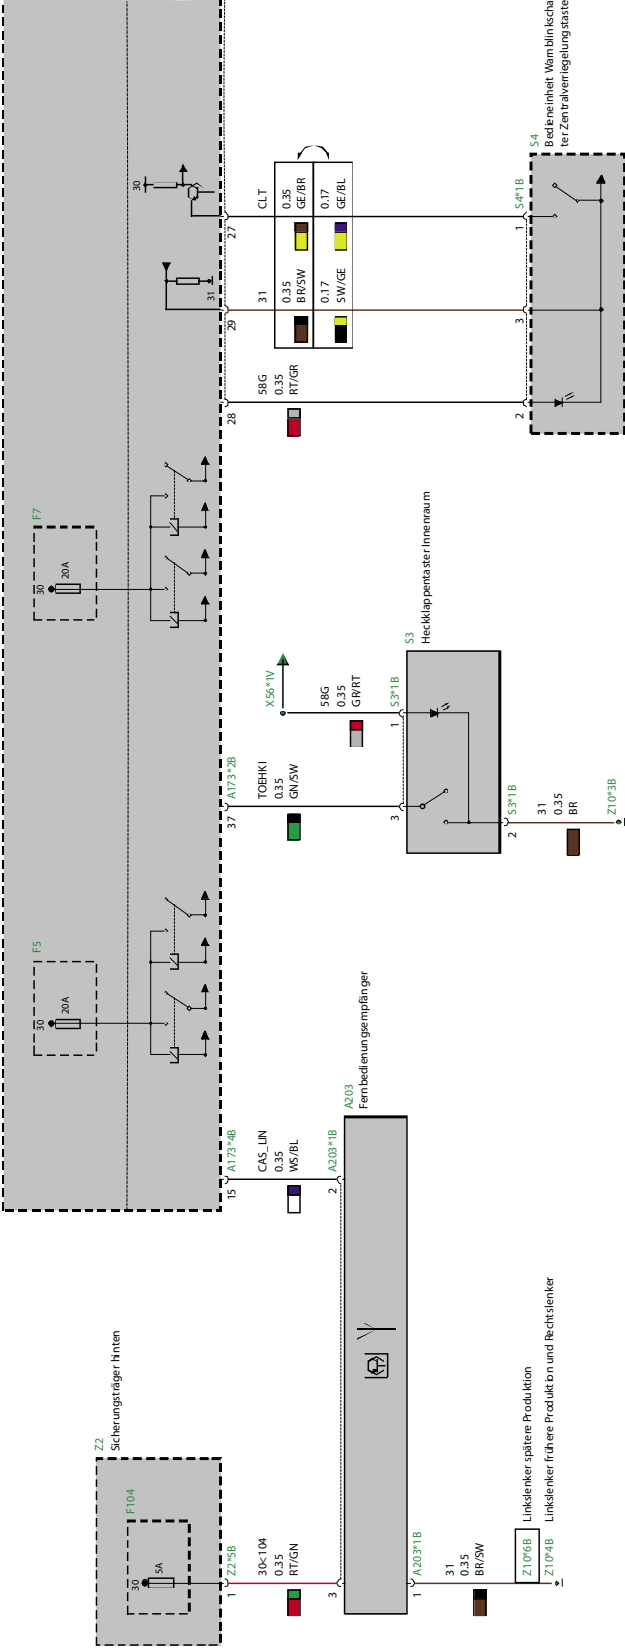 S4
Bedieneinheit Warnblinkscha
ter Zentralverriegelungstaste
30
31
27
CLT
0.35
GE/BR
0.17
GE/BL
S4*1B
1
29
31
0.35
BR/SW
0.17
SW/GE
3
28
58G
0.35
RT/GR
2
F7
30
20A
X56*1V
58G
0.35
GR/RT
S3*1B
1
S3
Heckklappentaster Innenraum
A173*2B
37
TOEHKI
0.35
GN/SW
3
S3*1B
2
31
0.35
BR
Z10*3B
F5
30
20A
A173*4B
15
CAS_LIN
0.35
WS/BL
A203*1B
2
A203
Fernbedienungsempfänger
Z2
Sicherungsträger hinten
F104
30
5A
Z2*5B
1
30<104
0.35
RT/GN
3
A203*1B
1
31
0.35
BR/SW
Z10*6B
Linkslenker spätere Produktion
Z10*4B
Linkslenker frühere Produktion und Rechtslenker